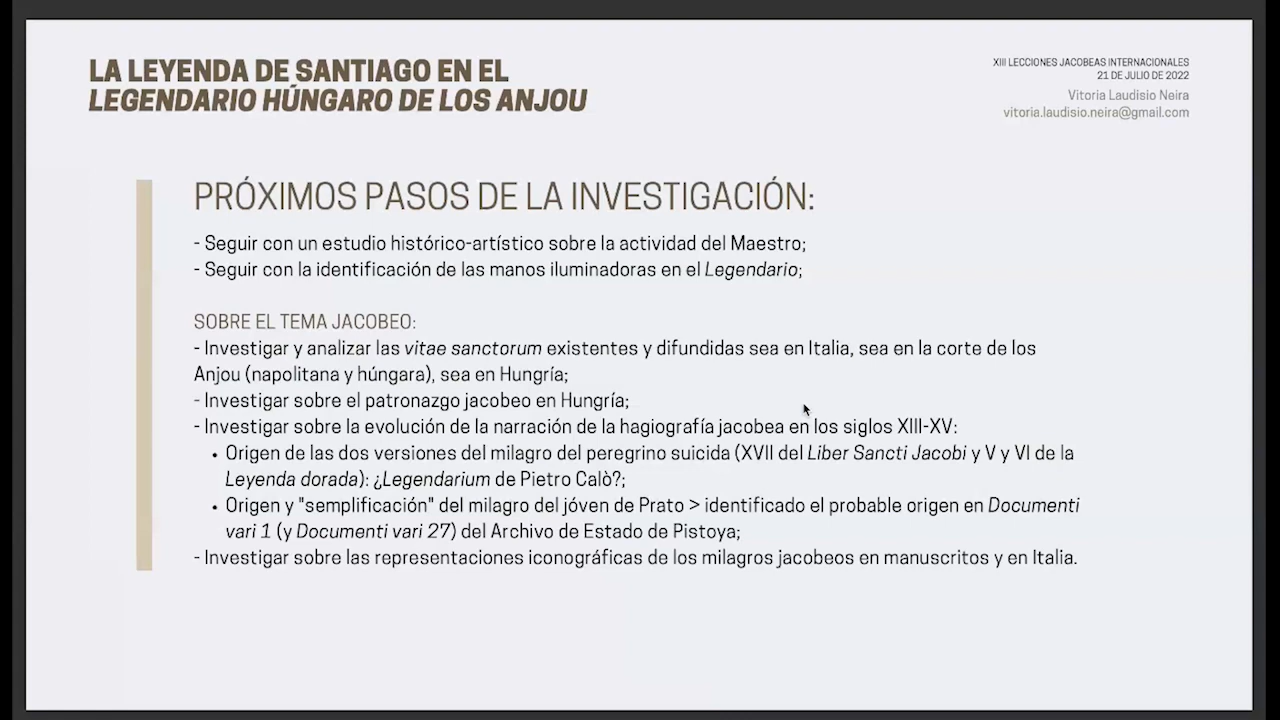 LA LEYENDA DE SANTIAGO EN EL
LEGENDARIO HÚNGARO DE LOS ANJOU
XIII LECCIONES JACOBEAS INTERNACIONALES
21 DE JULIO DE 2022
Vitoria Laudisio Neira
vitoria.laudisio.neira@gmail.com
PRÓXIMOS PASOS DE LA INVESTIGACIÓN:
- Seguir con un estudio histórico-artístico sobre la actividad del Maestro;
- Seguir con la identificación de las manos iluminadoras en el Legendario;
SOBRE EL TEMA JACOBEO:
- Investigar y analizar las vitae sanctorum existentes y difundidas sea en Italia, sea en la corte de los
Anjou (napolitana y húngara), sea en Hungría;
- Investigar sobre el patronazgo jacobeo en Hungría;
- Investigar sobre la evolución de la narración de la hagiografía jacobea en los siglos XIII-XV:
• Origen de las dos versiones del milagro del peregrino suicida (XVII del Liber Sancti Jacobi y V y VI de la
Leyenda dorada): ¿Legendarium de Pietro Calò?;
• Origen y "semplificación" del milagro del jóven de Prato > identificado el probable origen en Documenti
vari 1 (y Documenti vari 27) del Archivo de Estado de Pistoya;
- Investigar sobre las representaciones iconográficas de los milagros jacobeos en manuscritos y en Italia.